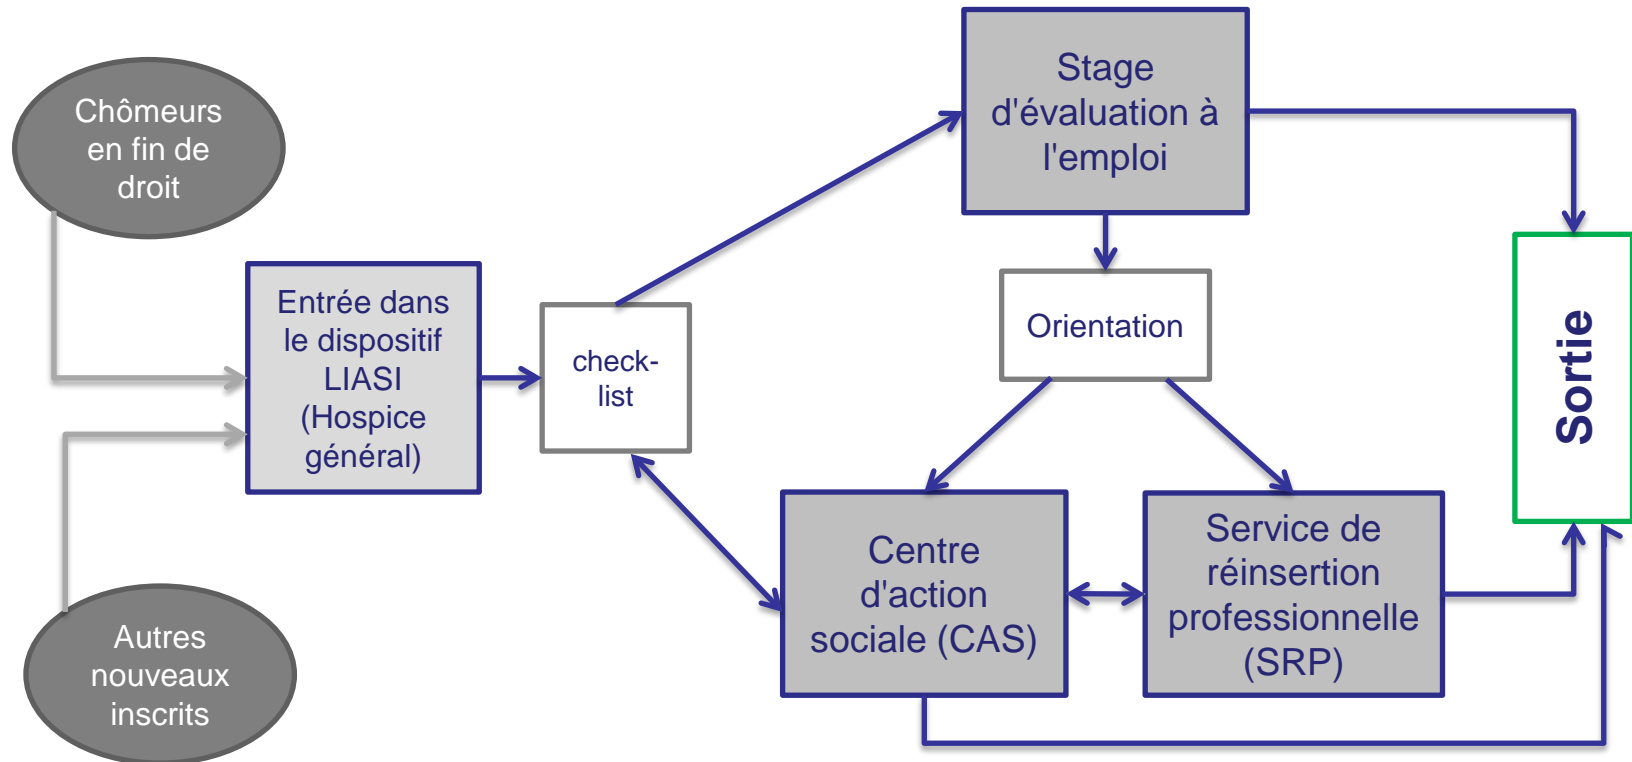 Chômeurs
en fin de
droit
Stage
d'évaluation à
l'emploi
Entrée dans
le dispositif
LIASI
(Hospice
général)
check-
list
Orientation
Sortie
Centre
d'action
sociale (CAS)
Service de
réinsertion
professionnelle
(SRP)
Autres
nouveaux
inscrits